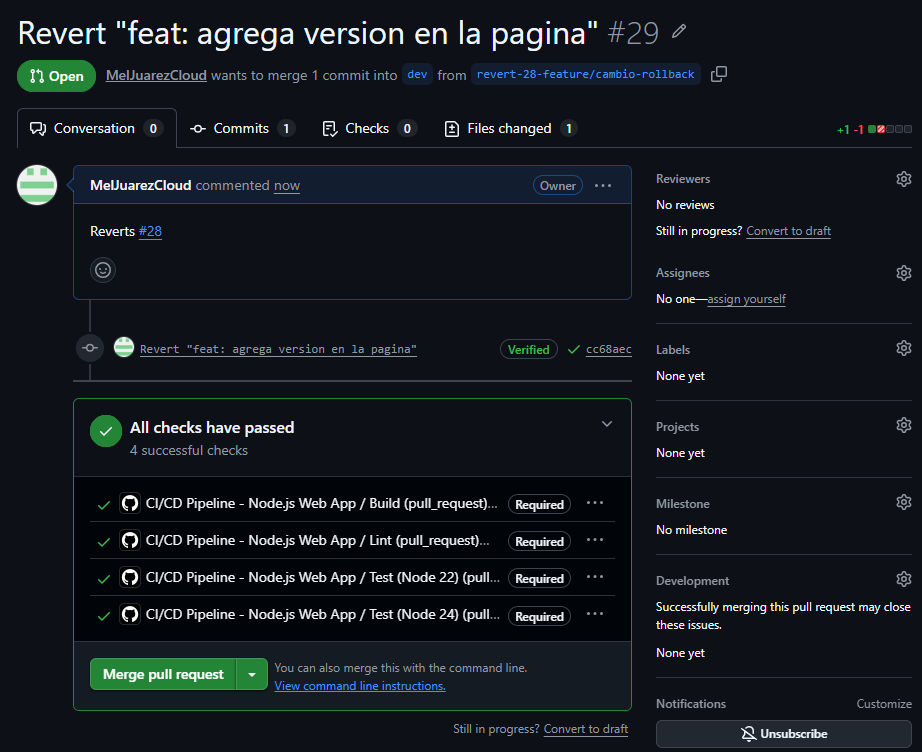 Revert "feat: agrega version en la pagina" #29
Open MelJuarezCloud wants to merge 1 commit into dev from revert-28-feature/cambio-rollback
Conversation 0 Commits 1 Checks 0 Files changed 1 +1 -1
MelJuarezCloud commented now Owner
Reverts #28
Revert "feat: agrega version en la pagina" Verified cc68aec
All checks have passed
4 successful checks
CI/CD Pipeline - Node.js Web App / Build (pull_request)... Required
CI/CD Pipeline - Node.js Web App / Lint (pull_request)... Required
CI/CD Pipeline - Node.js Web App / Test (Node 22) (pull... Required
CI/CD Pipeline - Node.js Web App / Test (Node 24) (pull... Required
Merge pull request
You can also merge this with the command line.
View command line instructions.
Still in progress? Convert to draft
Reviewers
No reviews
Still in progress? Convert to draft
Assignees
No one—assign yourself
Labels
None yet
Projects
None yet
Milestone
No milestone
Development
Successfully merging this pull request may close
these issues.
None yet
Notifications Customize
Unsubscribe